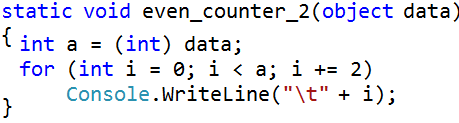 static void even_counter_2(object data)
{ int a = (int) data;
for (int i = 0; i < a; i += 2)
Console.WriteLine("\t" + i);
}